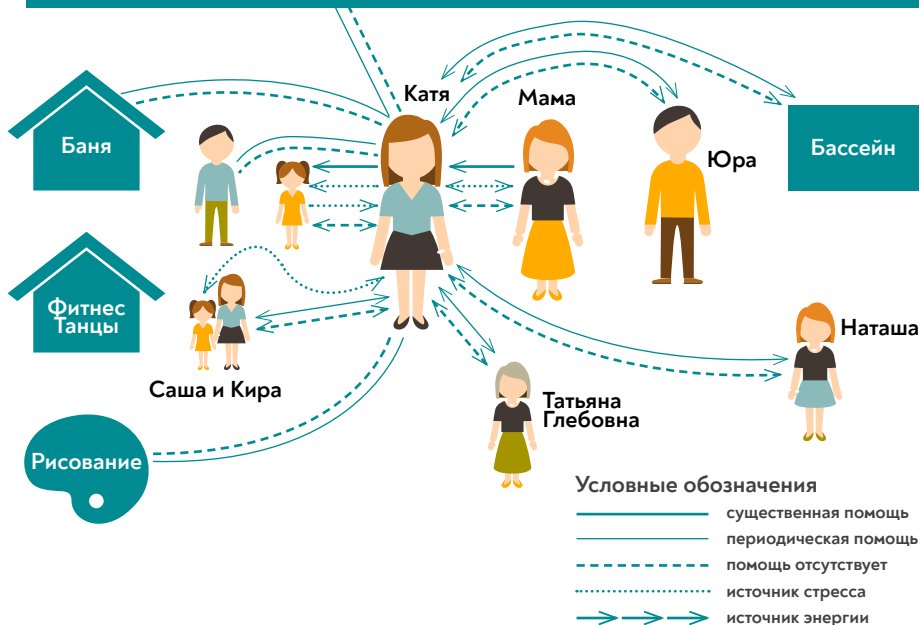 Катя
Мама
Баня
Юра
Бассейн
Фитнес
Танцы
Наташа
Саша и Кира
Татьяна
Глебовна
Рисование
Условные обозначения
существенная помощь
периодическая помощь
помощь отсутствует
источник стресса
источник энергии